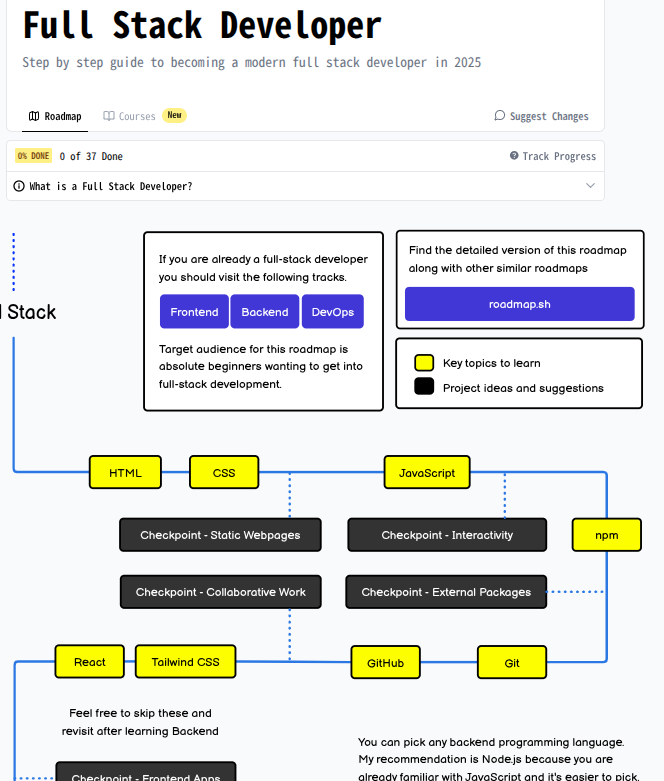 Full Stack Developer
Step by step guide to becoming a modern full stack developer in 2025
Roadmap
Courses
New
Suggest Changes
0% DONE
0 of 37 Done
Track Progress
What is a Full Stack Developer?
Stack
If you are already a full-stack developer
you should visit the following tracks.
Frontend
Backend
DevOps
Target audience for this roadmap is
absolute beginners wanting to get into
full-stack development.
Find the detailed version of this roadmap
along with other similar roadmaps
roadmap.sh
Key topics to learn
Project ideas and suggestions
HTML
CSS
JavaScript
Checkpoint - Static Webpages
Checkpoint - Interactivity
npm
Checkpoint - Collaborative Work
Checkpoint - External Packages
React
Tailwind CSS
GitHub
Git
Feel free to skip these and
revisit after learning Backend
You can pick any backend programming language.
My recommendation is Node.js because you are
already familiar with JavaScript and it's easier to pick.
Checkpoint - Frontend Apps